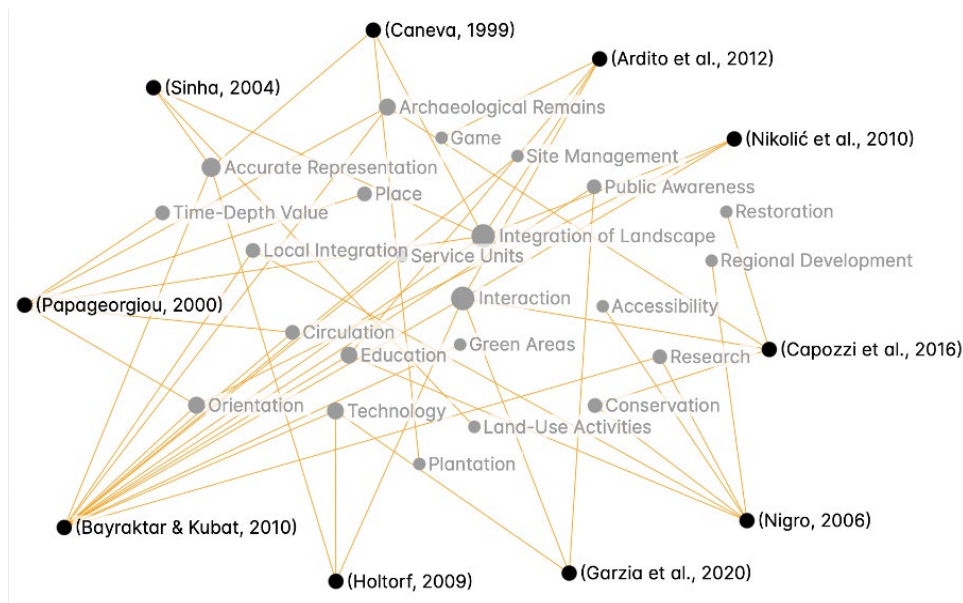 (Caneva, 1999)
(Ardito et al., 2012)
(Sinha, 2004)
Archaeological Remains
Game
(Nikolić et al., 2010)
Site Management
Accurate Representation
Public Awareness
Place
Time-Depth Value
Restoration
Integration of Landscape
Local Integration
Service Units
Regional Development
Interaction
(Papageorgiou, 2000)
Accessibility
Circulation
Green Areas
(Capozzi et al., 2016)
Education
Research
Orientation
Conservation
Technology
Land-Use Activities
Plantation
(Nigro, 2006)
(Bayraktar & Kubat, 2010)
(Garzia et al., 2020)
(Holtorf, 2009)